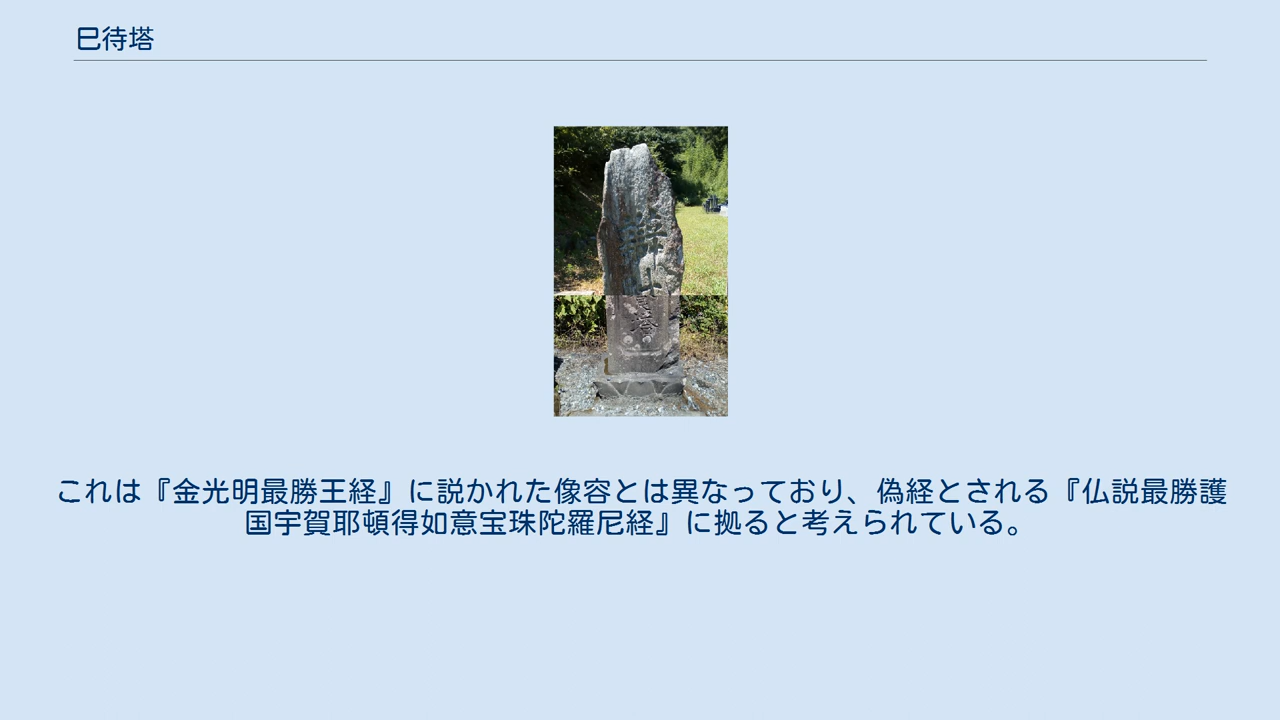 巳待塔
これは『金光明最勝王経』に説かれた像容とは異なっており、偽経とされる『仏説最勝護
国宇賀耶頓得如意宝珠陀羅尼経』に拠ると考えられている。